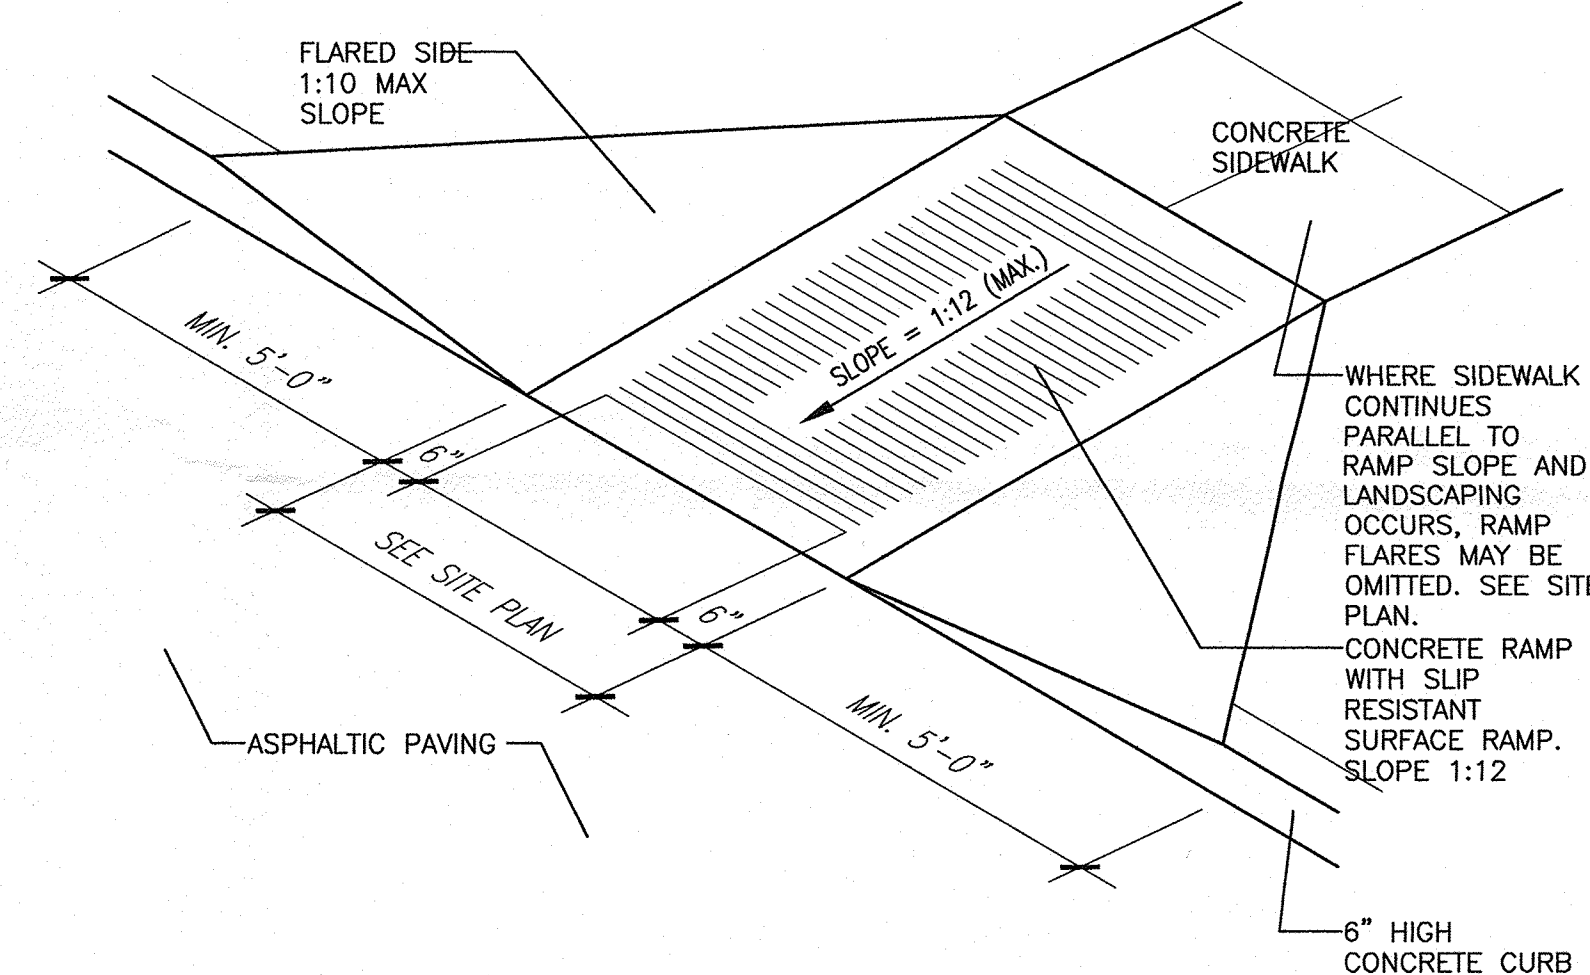 FLARED SIDE
1:10 MAX
SLOPE
CONCRETE
SIDEWALK
SLOPE = 1:12 (MAX.)
MIN. 5'-0"
6"
SEE SITE PLAN
6"
MIN. 5'-0"
WHERE SIDEWALK
CONTINUES
PARALLEL TO
RAMP SLOPE AND
LANDSCAPING
OCCURS, RAMP
FLARES MAY BE
OMITTED. SEE SITE
PLAN.
CONCRETE RAMP
WITH SLIP
RESISTANT
SURFACE RAMP.
SLOPE 1:12
ASPHALTIC PAVING
6" HIGH
CONCRETE CURB